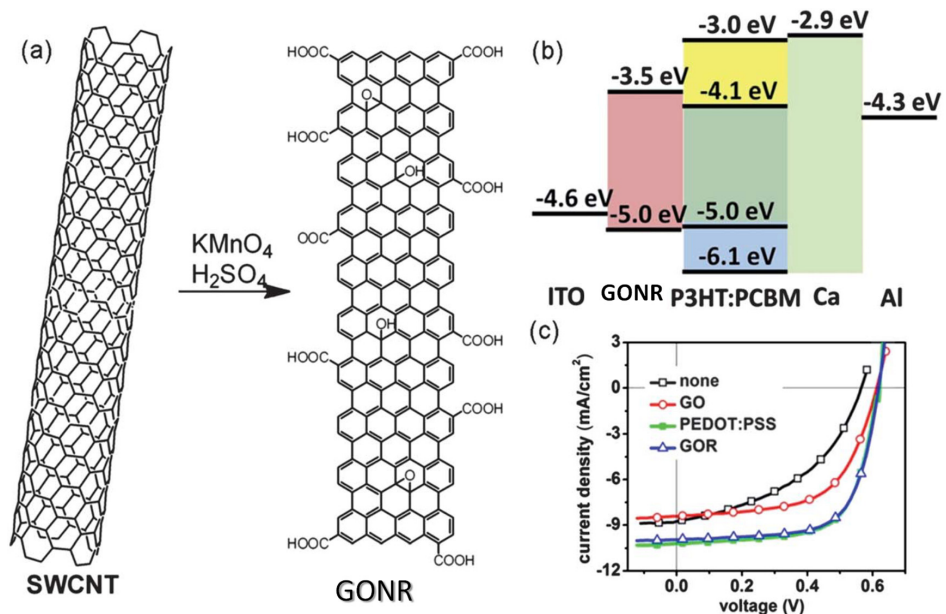 (a)
SWCNT
KMnO4
H2SO4
HOOC
COOH
O
HOOC
OH
COOH
OOC
OH
HOOC
COOH
COOH
O
HOOC
COOH
GONR
(b)
-3.0 eV
-2.9 eV
-3.5 eV
-4.1 eV
-4.3 eV
-4.6 eV
-5.0 eV
-5.0 eV
-6.1 eV
ITO
GONR
P3HT:PCBM
Ca
Al
(c)
current density (mA/cm²)
3
0
-3
-6
-9
-12
none
GO
PEDOT:PSS
GOR
0.0 0.2 0.4 0.6
voltage (V)